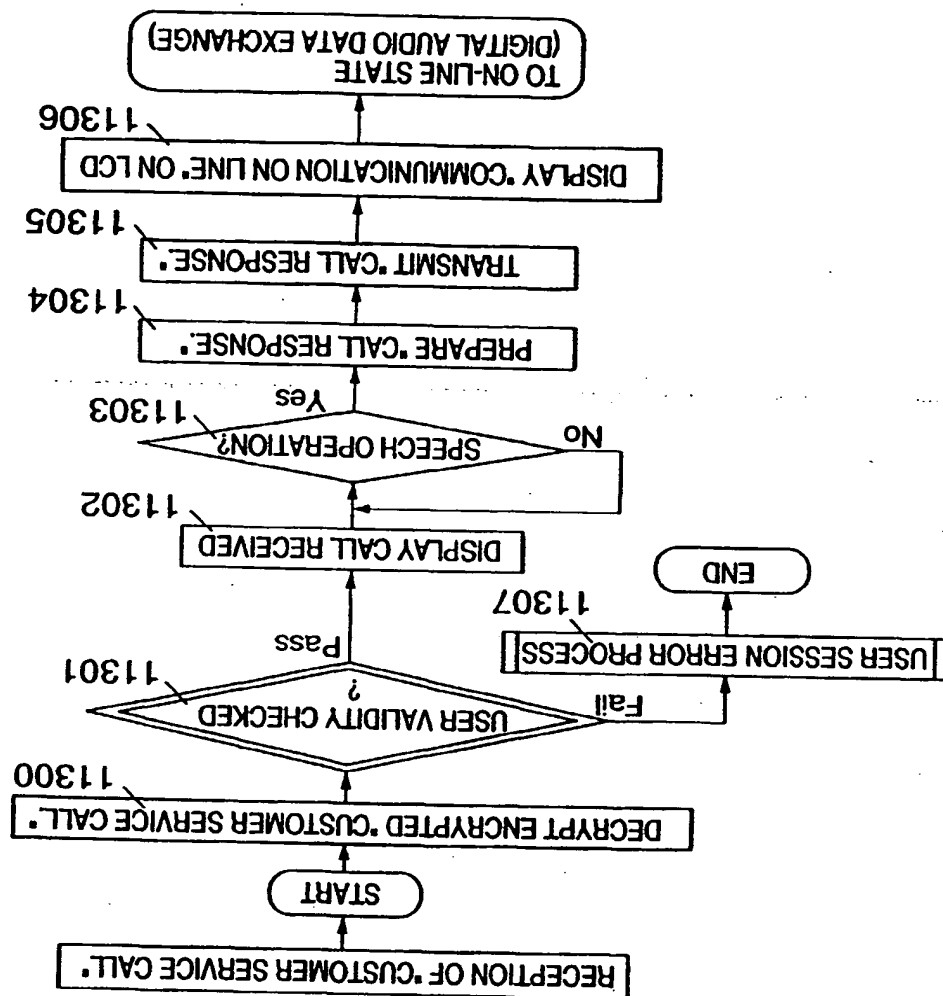 RECEPTION OF "CUSTOMER SERVICE CALL"
START
DECRYPT ENCRYPTED "CUSTOMER SERVICE CALL."
11300
USER VALIDITY CHECKED
?
11301
Fail
Pass
USER SESSION ERROR PROCESS
11307
END
DISPLAY CALL RECEIVED
11302
SPEECH OPERATION?
11303
No
Yes
PREPARE "CALL RESPONSE."
11304
TRANSMIT "CALL RESPONSE."
11305
DISPLAY "COMMUNICATION ON LINE" ON LCD
11306
TO ON-LINE STATE
(DIGITAL AUDIO DATA EXCHANGE)